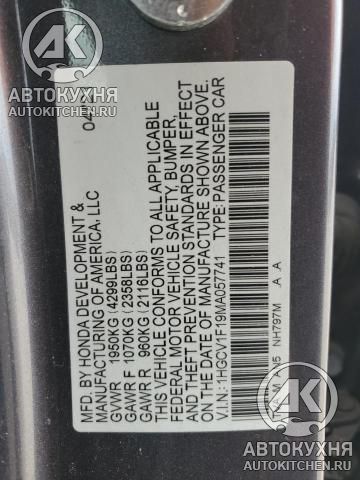 AK
АВТОКУХНЯ
AUTOKITCHEN.RU
MFD. BY HONDA DEVELOPMENT &
MANUFACTURING OF AMERICA, LLC
GVWR 1950KG (4299LBS)
GAWR F 1070KG (2358LBS)
GAWR R 960KG (2116LBS)
THIS VEHICLE CONFORMS TO ALL APPLICABLE
FEDERAL MOTOR VEHICLE SAFETY, BUMPER,
AND THEFT PREVENTION STANDARDS IN EFFECT
ON THE DATE OF MANUFACTURE SHOWN ABOVE.
V.I.N.: 1HGCV1F19MA057741 TYPE: PASSENGER CAR
NH797M A A
AK
АВТОКУХНЯ
AUTOKITCHEN.RU